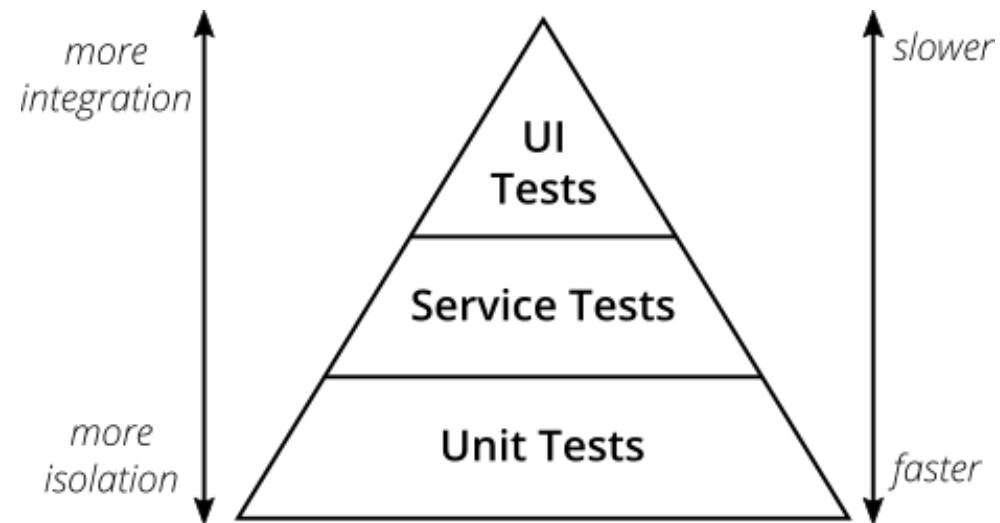 more
integration
slower
UI
Tests
Service Tests
more
isolation
Unit Tests
faster